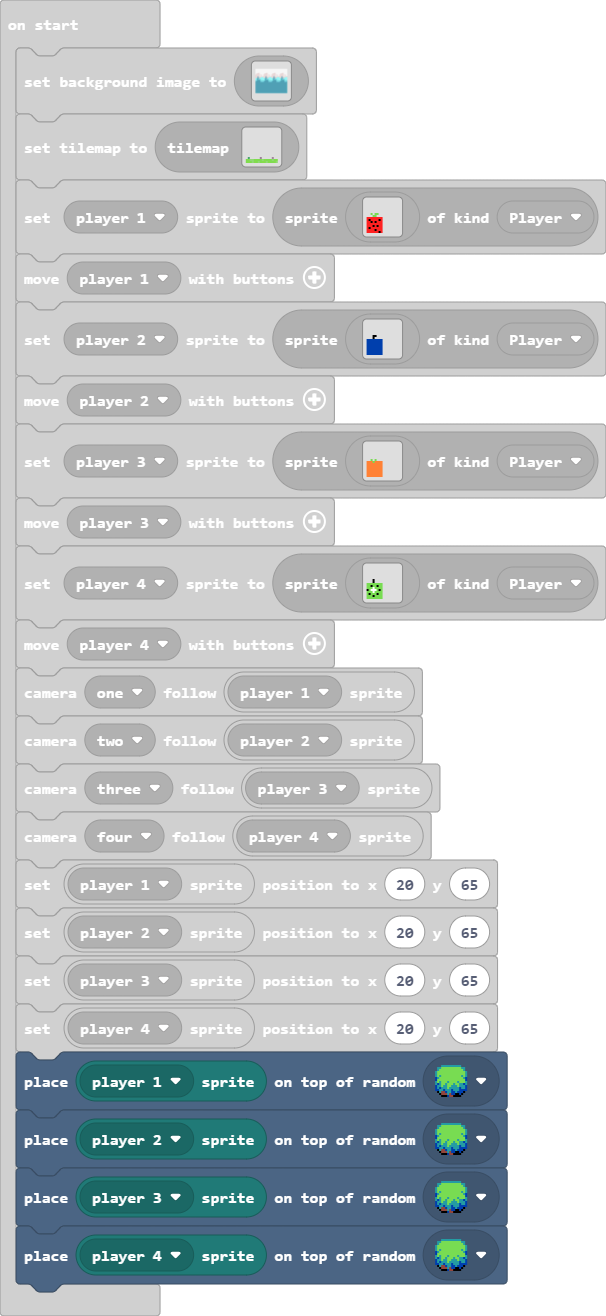 on start
set background image to
set tilemap to tilemap
set player 1 sprite to sprite of kind Player
move player 1 with buttons
set player 2 sprite to sprite of kind Player
move player 2 with buttons
set player 3 sprite to sprite of kind Player
move player 3 with buttons
set player 4 sprite to sprite of kind Player
move player 4 with buttons
camera one follow player 1 sprite
camera two follow player 2 sprite
camera three follow player 3 sprite
camera four follow player 4 sprite
set player 1 sprite position to x 20 y 65
set player 2 sprite position to x 20 y 65
set player 3 sprite position to x 20 y 65
set player 4 sprite position to x 20 y 65
place player 1 sprite on top of random
place player 2 sprite on top of random
place player 3 sprite on top of random
place player 4 sprite on top of random